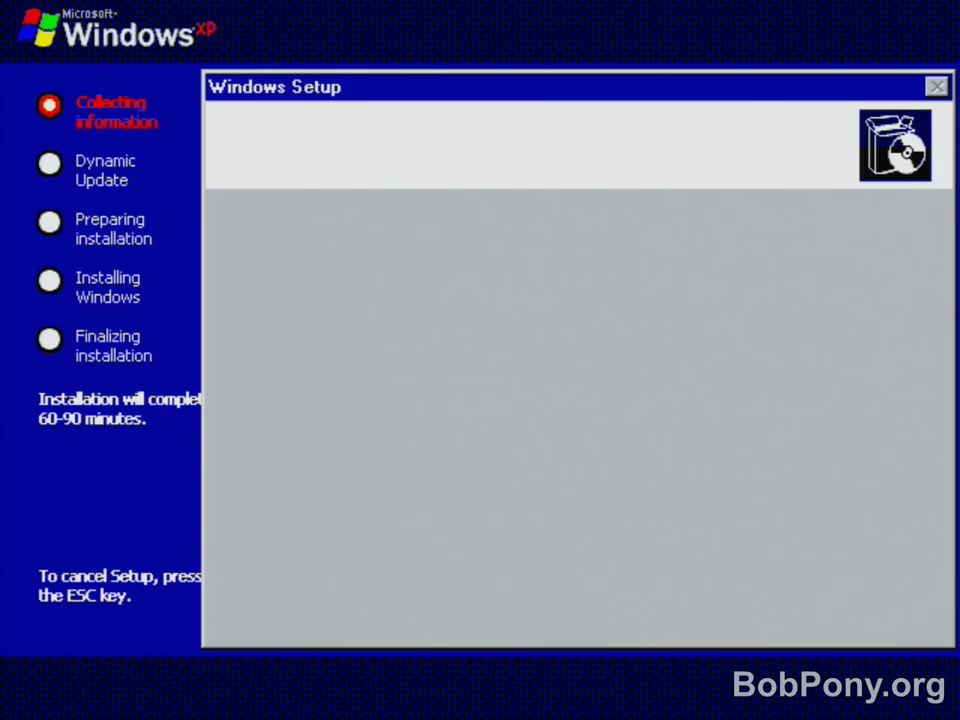 Microsoft
Windows XP
Windows Setup
Collecting
information
Dynamic
Update
Preparing
installation
Installing
Windows
Finalizing
installation
Installation will complet
60-90 minutes.
To cancel Setup, press
the ESC key.
BobPony.org